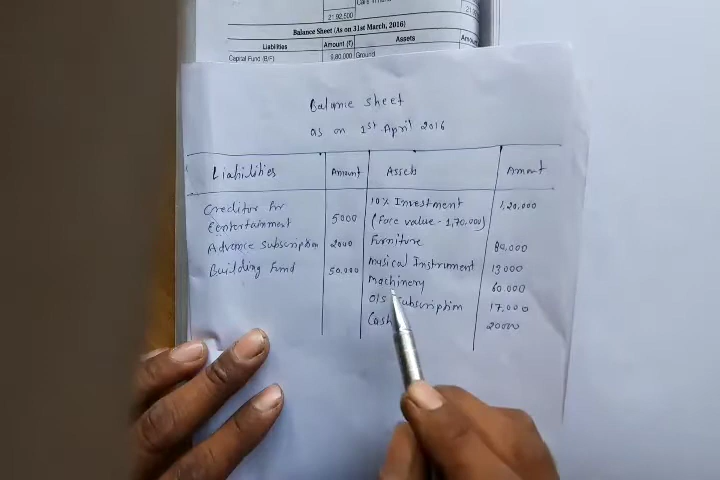 21,92,500
Balance Sheet (As on 31st March, 2016)
Liabilities Amount (₹) Assets Amoun
Capital Fund (B/F) 9,80,000 Ground
Balance sheet
as on 1st April 2016
Liabilities Amount Assets Amount
Creditor for 10% Investment 1,20,000
Eentertainment 5000 (face value - 1,70,000)
Advance Subscription 2000 Furniture 80,000
Building Fund 50,000 Musical Instrument 13000
Machinery 60.000
O/s Subscription 17.000
Cash 20000